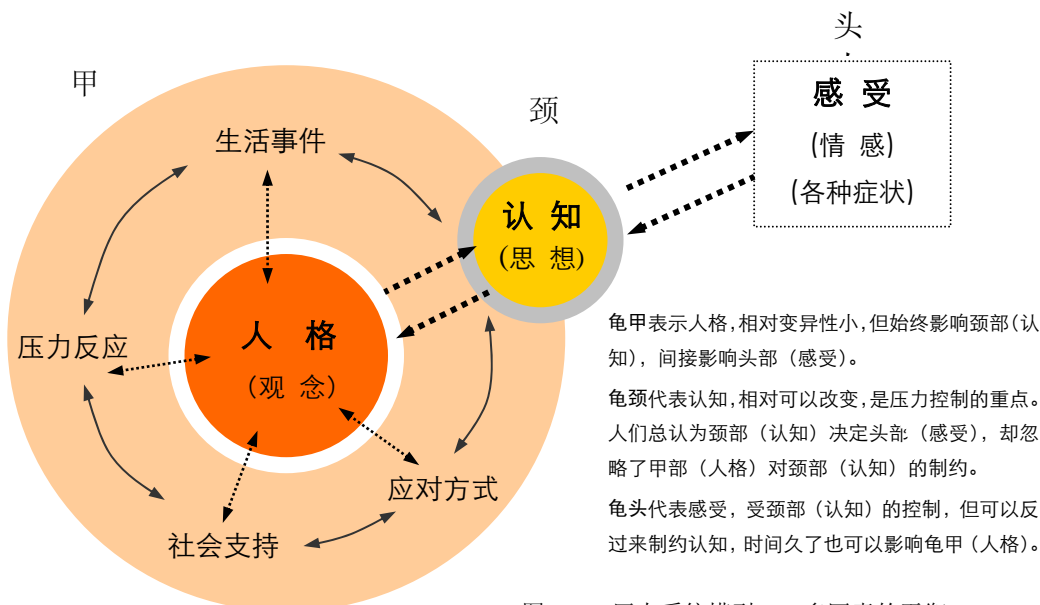 头
甲
颈
感 受
(情 感)
(各种症状)
生活事件
认 知
(思 想)
人 格
(观 念)
压力反应
应对方式
社会支持
龟甲表示人格,相对变异性小,但始终影响颈部(认
知)，间接影响头部（感受)。
龟颈代表认知,相对可以改变,是压力控制的重点。
人们总认为颈部（认知）决定头部（感受)，却忽
略了甲部（人格）对颈部（认知）的制约。
龟头代表感受，受颈部（认知）的控制，但可以反
过来制约认知,时间久了也可以影响龟甲（人格)。